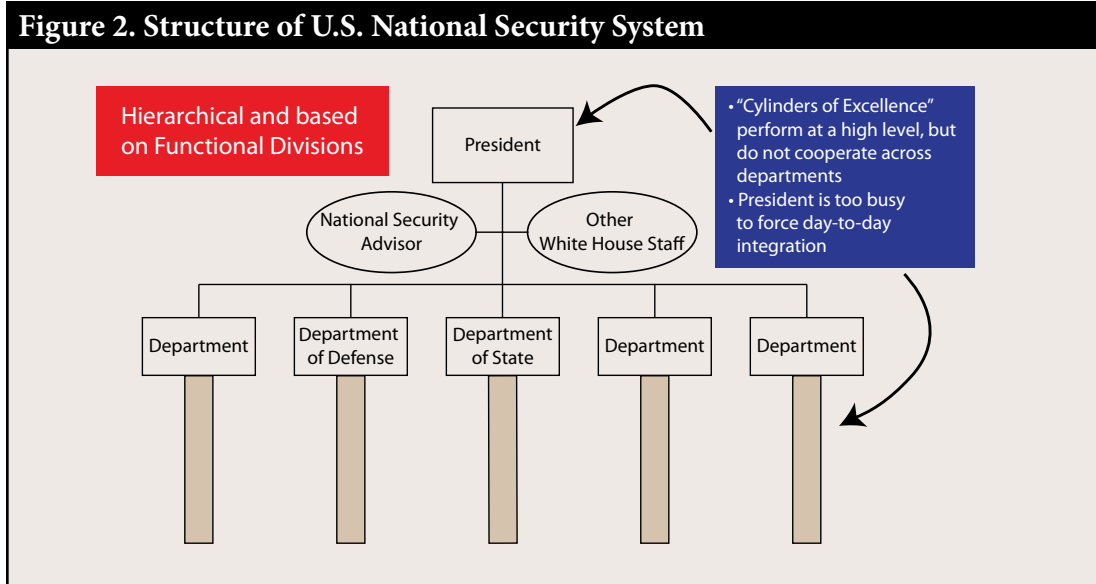 Figure 2. Structure of U.S. National Security System
Hierarchical and based
on Functional Divisions
President
• “Cylinders of Excellence”
perform at a high level, but
do not cooperate across
departments
• President is too busy
to force day-to-day
integration
National Security
Advisor
Other
White House Staff
Department
Department
of Defense
Department
of State
Department
Department